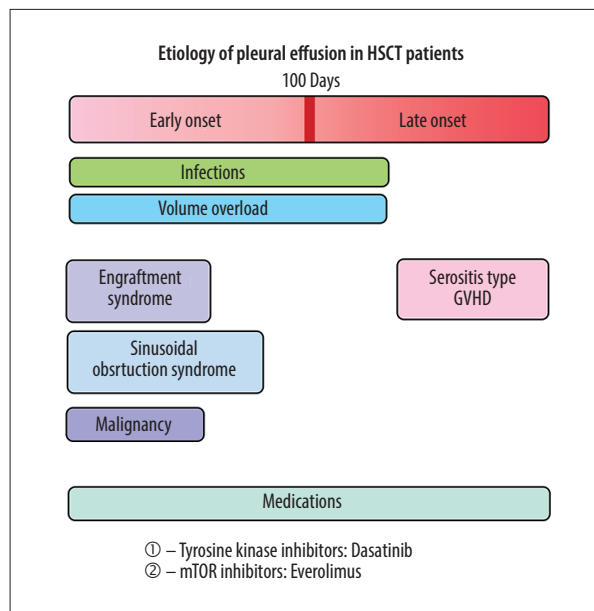 Etiology of pleural effusion in HSCT patients
100 Days
Early onset
Late onset
Infections
Volume overload
Engraftment
syndrome
Serositis type
GVHD
Sinusoidal
obsrtuction syndrome
Malignancy
Medications
① – Tyrosine kinase inhibitors: Dasatinib
② – mTOR inhibitors: Everolimus